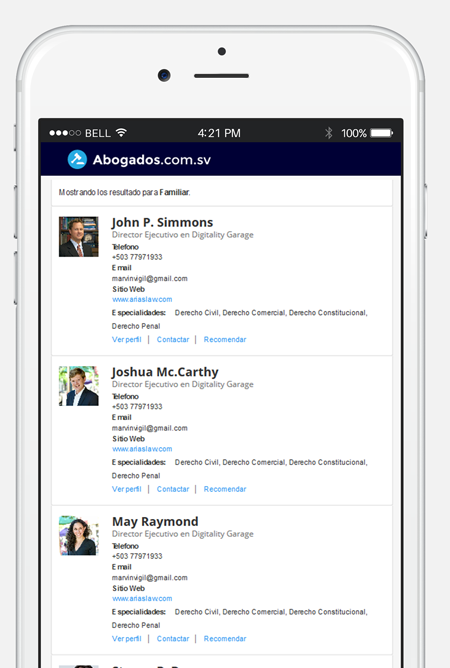 BELL 4:21 PM 100%
Abogados.com.sv
Mostrando los resultado para Familiar.
John P. Simmons
Director Ejecutivo en Digitality Garage
Telefono
+503 77971933
Email
marvinvigil@gmail.com
Sitio Web
www.ariaslaw.com
Especialidades: Derecho Civil, Derecho Comercial, Derecho Constitucional,
Derecho Penal
Ver perfil | Contactar | Recomendar
Joshua Mc.Carthy
Director Ejecutivo en Digitality Garage
Telefono
+503 77971933
Email
marvinvigil@gmail.com
Sitio Web
www.ariaslaw.com
Especialidades: Derecho Civil, Derecho Comercial, Derecho Constitucional,
Derecho Penal
Ver perfil | Contactar | Recomendar
May Raymond
Director Ejecutivo en Digitality Garage
Telefono
+503 77971933
Email
marvinvigil@gmail.com
Sitio Web
www.ariaslaw.com
Especialidades: Derecho Civil, Derecho Comercial, Derecho Constitucional,
Derecho Penal
Ver perfil | Contactar | Recomendar